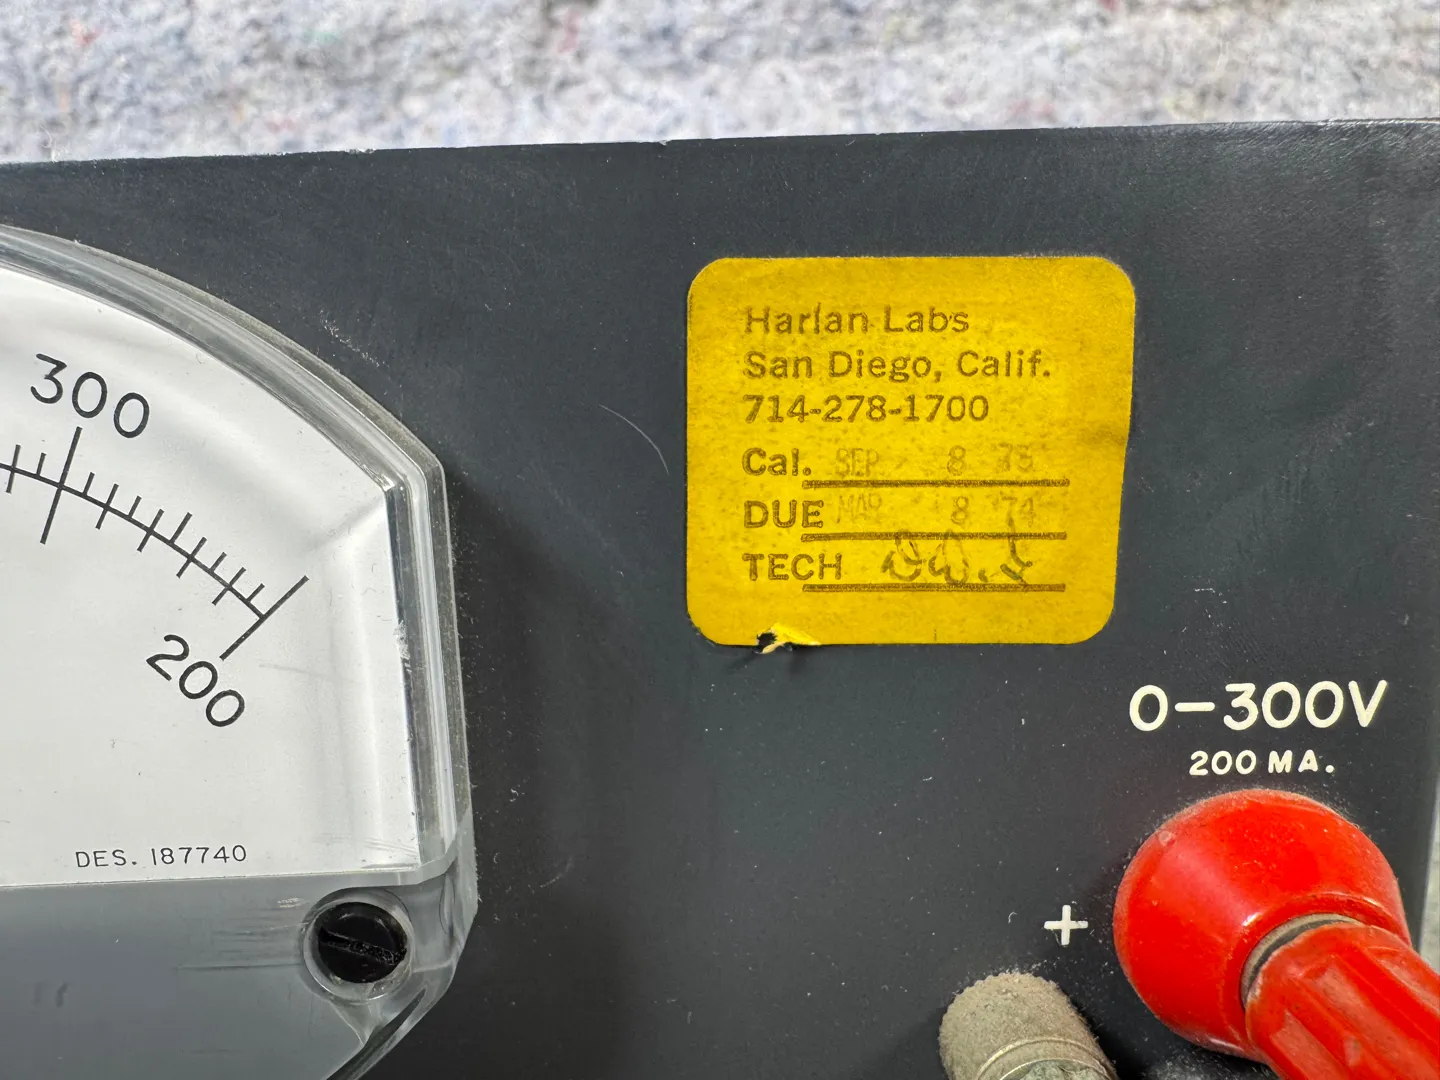 300
200
DES. 187740
Harlan Labs
San Diego, Calif.
714-278-1700
Cal. SEP 8
DUE MAR 8 '74
TECH
0-300V
200 MA.
+